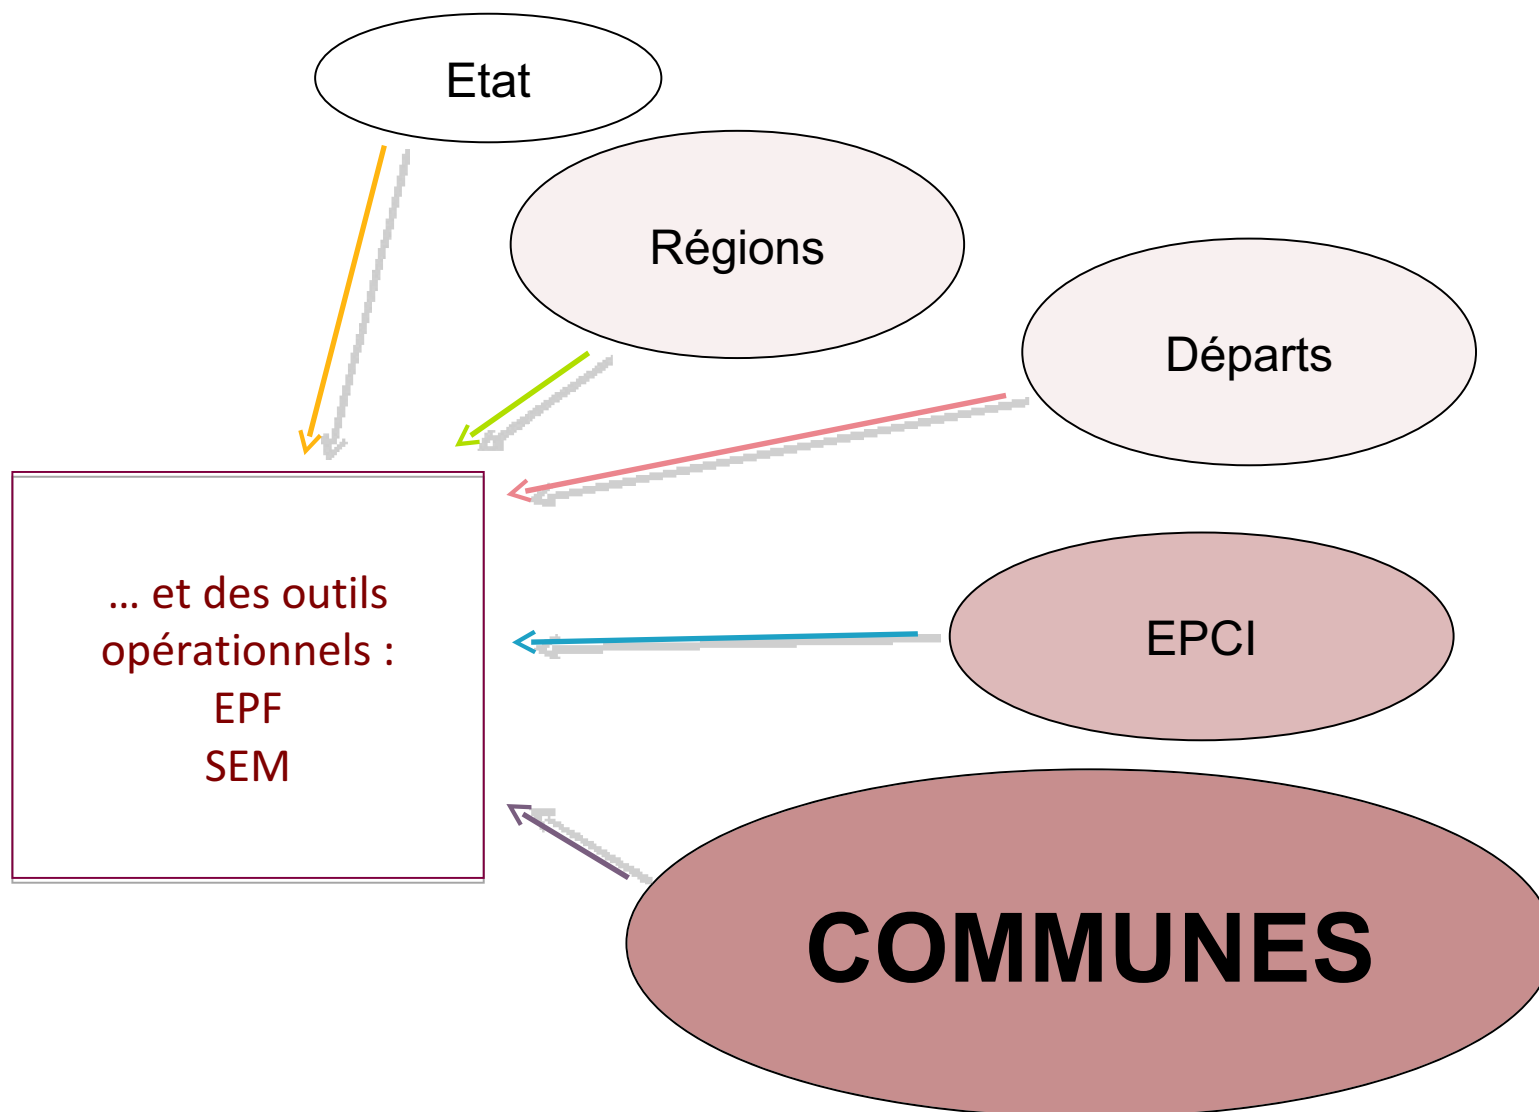 Etat
Régions
Départs
... et des outils
opérationnels :
EPF
SEM
EPCI
COMMUNES